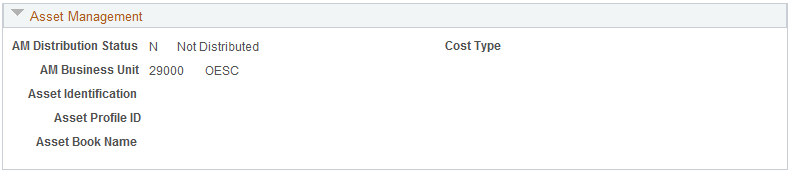 Asset Management
AM Distribution Status N Not Distributed Cost Type
AM Business Unit 29000 OESC
Asset Identification
Asset Profile ID
Asset Book Name